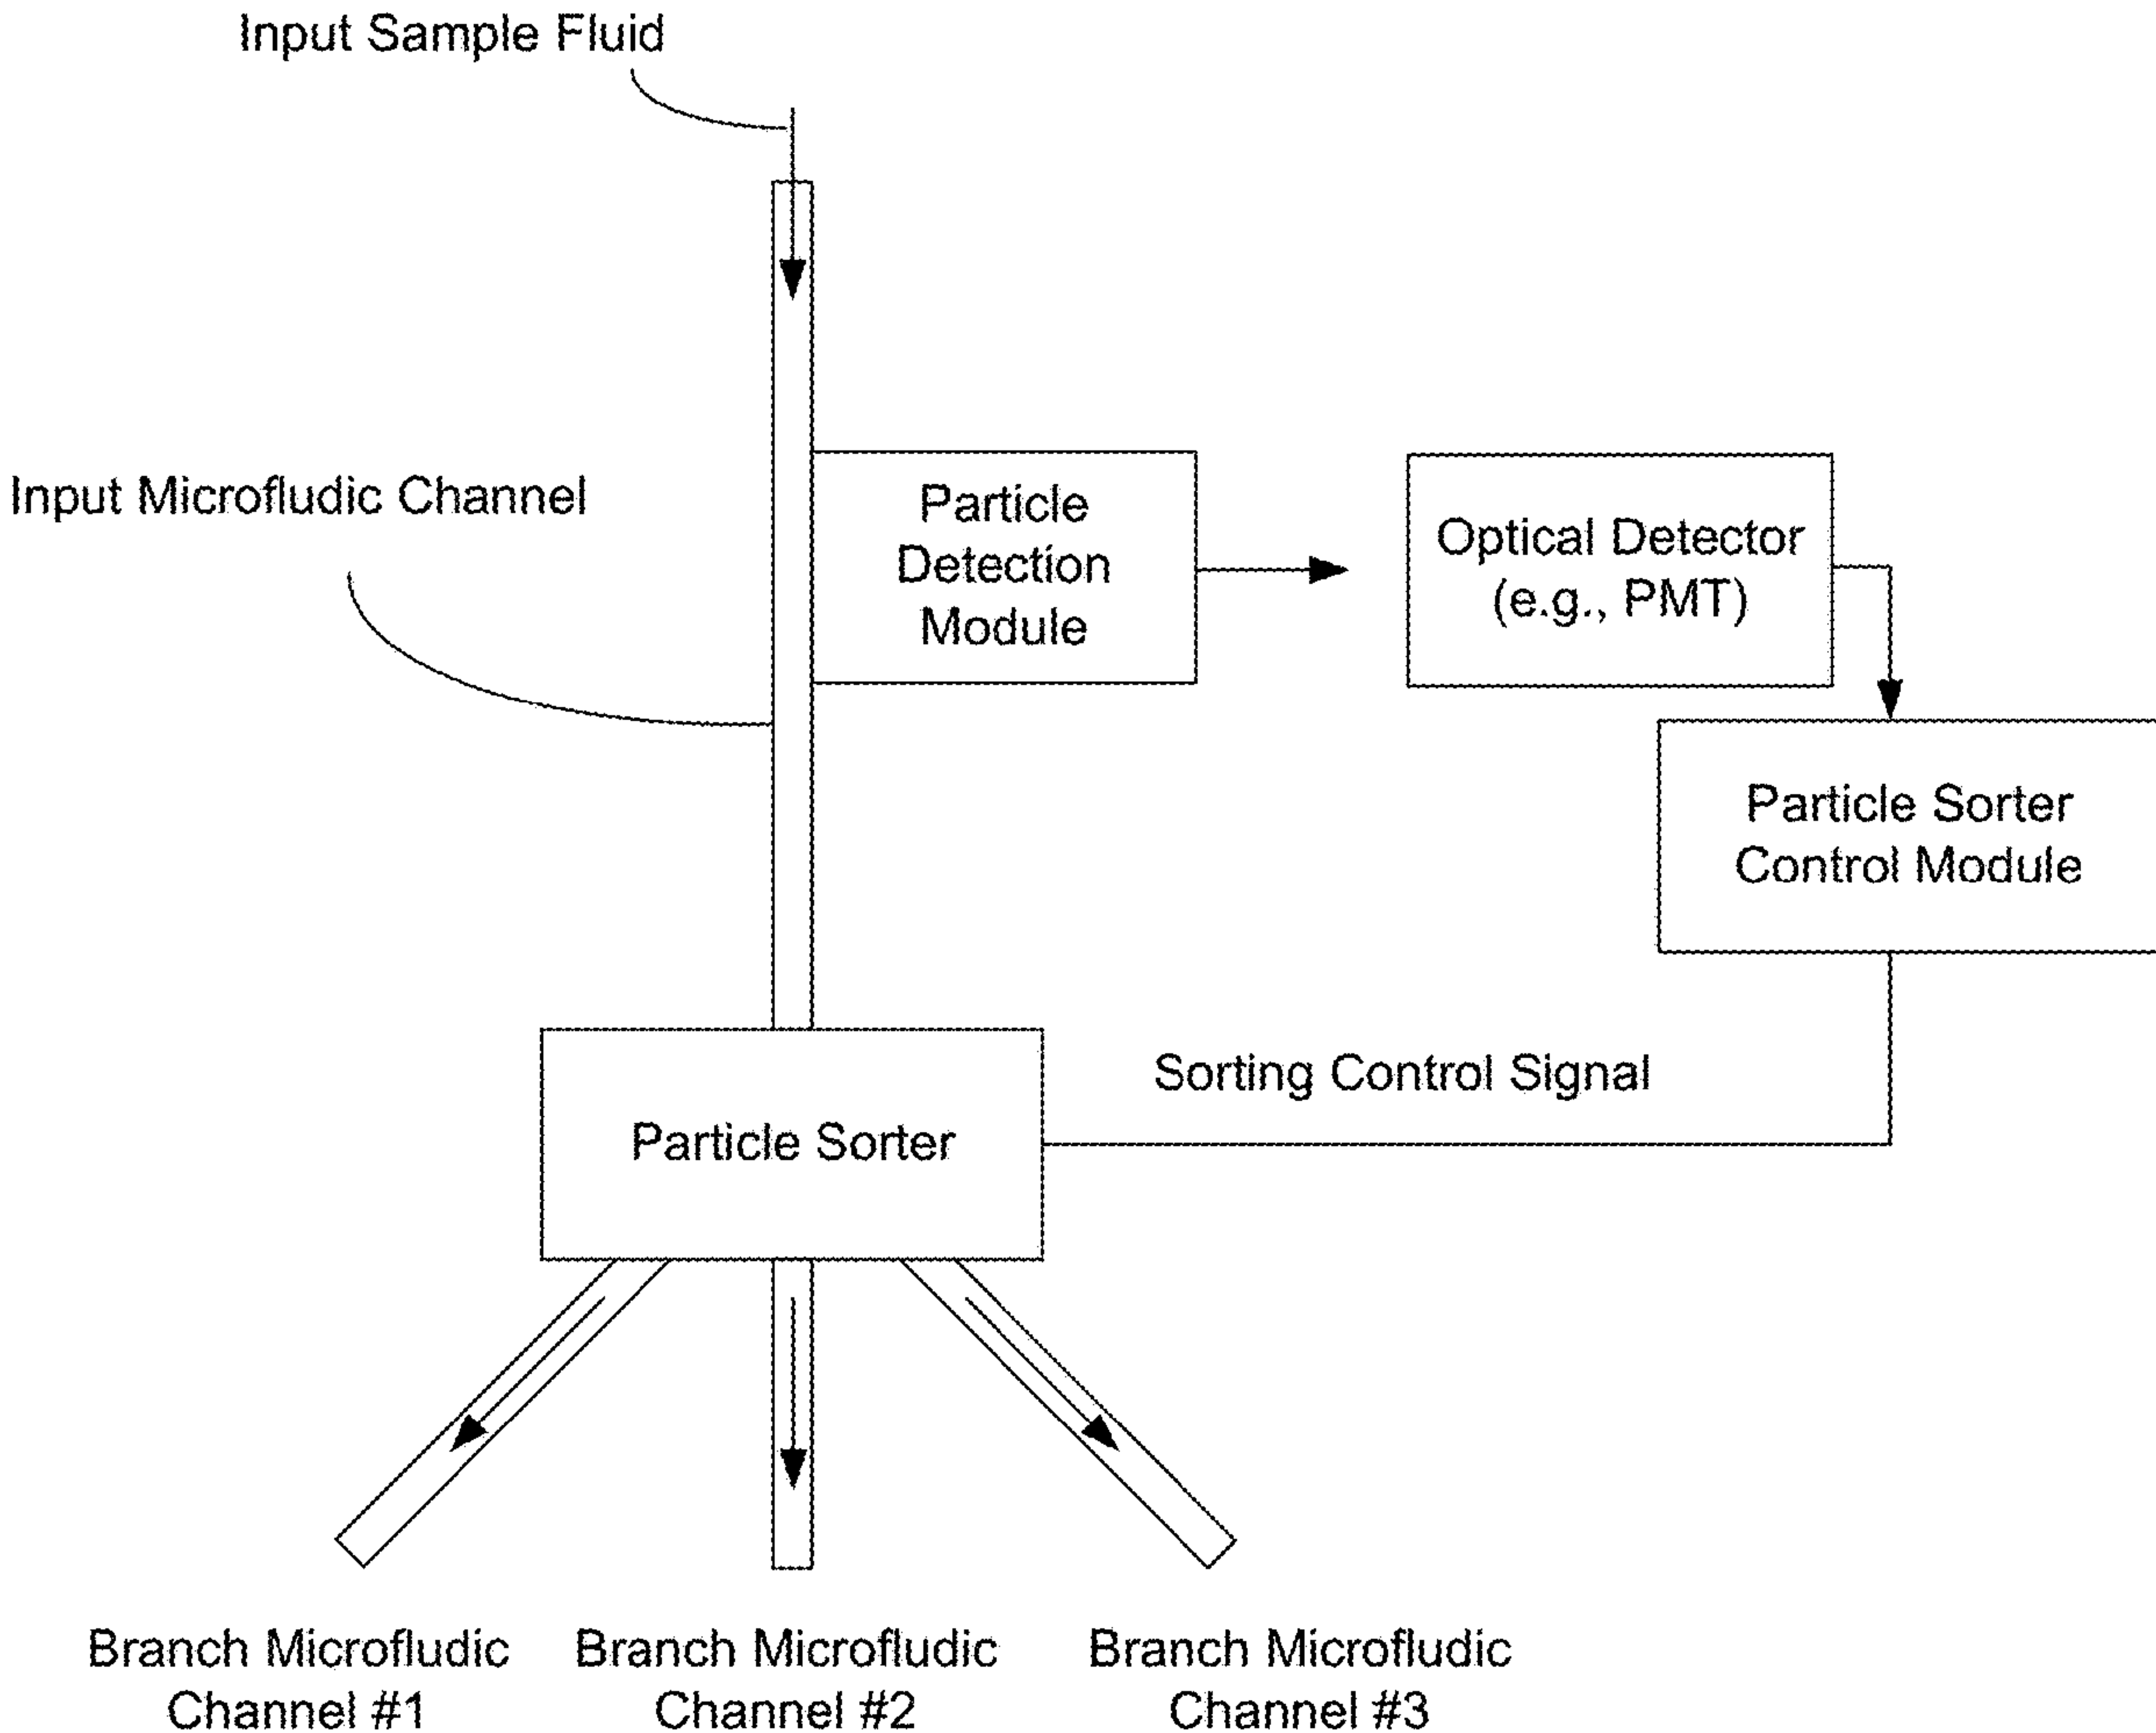 Input Sample Fluid
Input Microfludic Channel
Particle
Detection
Module
Optical Detector
(e.g., PMT)
Particle Sorter
Control Module
Sorting Control Signal
Particle Sorter
Branch Microfludic
Channel #1
Branch Microfludic
Channel #2
Branch Microfludic
Channel #3